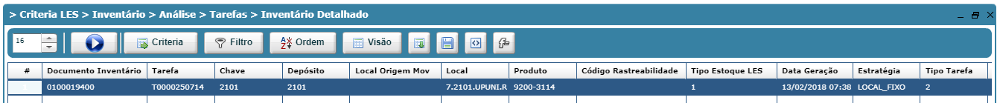 > Criteria LES > Inventário > Análise > Tarefas > Inventário Detalhado
16 Criteria Filtro Ordem Visão
# Documento Inventário Tarefa Chave Depósito Local Origem Mov Local Produto Código Rastreabilidade Tipo Estoque LES Data Geração Estratégia Tipo Tarefa
1 0100019400 T0000250714 2101 2101 7.2101.UPUNI.R 9200-3114 1 13/02/2018 07:38 LOCAL_FIXO 2